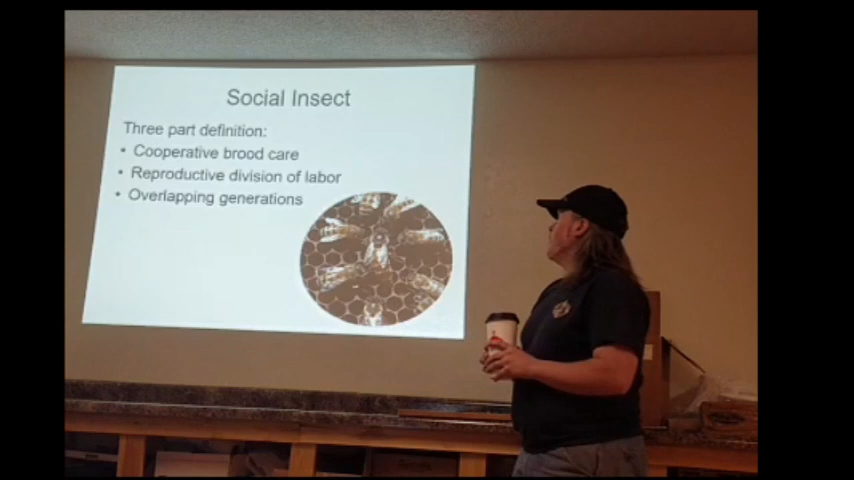 Social Insect
Three part definition:
• Cooperative brood care
• Reproductive division of labor
• Overlapping generations